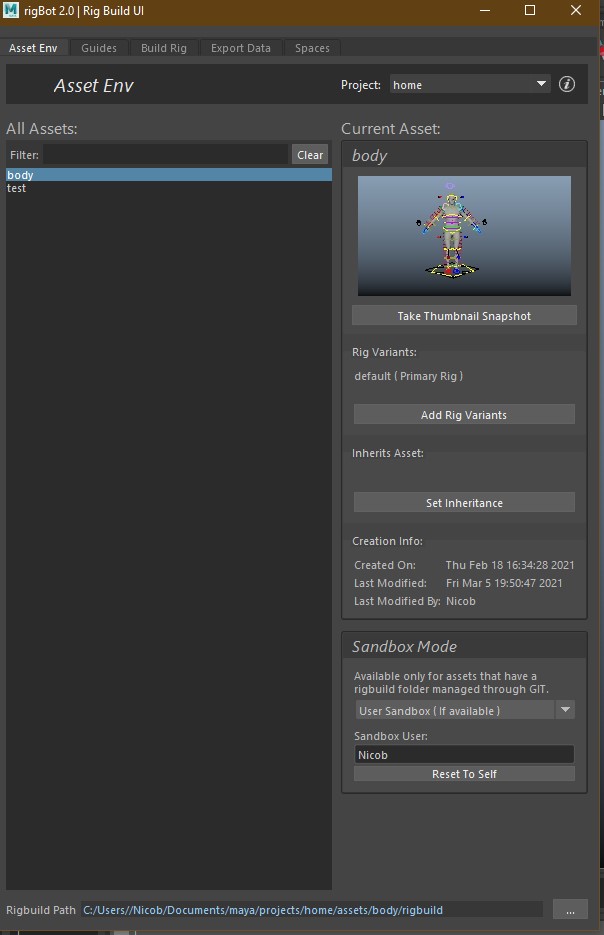 rigBot 2.0 | Rig Build UI
Asset Env Guides Build Rig Export Data Spaces
Asset Env
Project: home
All Assets:
Filter: Clear
body
test
Current Asset:
body
Take Thumbnail Snapshot
Rig Variants:
default ( Primary Rig )
Add Rig Variants
Inherits Asset:
Set Inheritance
Creation Info:
Created On: Thu Feb 18 16:34:28 2021
Last Modified: Fri Mar 5 19:50:47 2021
Last Modified By: Nicob
Sandbox Mode
Available only for assets that have a
rigbuild folder managed through GIT.
User Sandbox ( If available )
Sandbox User:
Nicob
Reset To Self
Rigbuild Path C:/Users//Nicob/Documents/maya/projects/home/assets/body/rigbuild ...